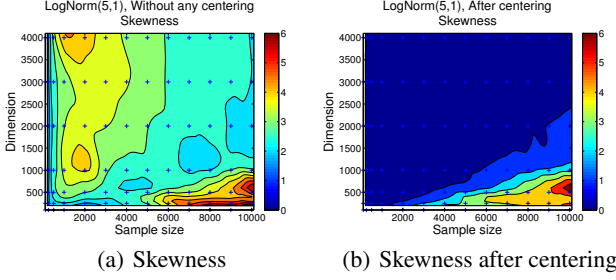 LogNorm(5,1), Without any centering
Skewness
4000
3500
3000
2500
2000
1500
1000
500
Dimension
2000 4000 6000 8000 10000
Sample size
6
5
4
3
2
1
0
(a) Skewness
LogNorm(5,1), After centering
Skewness
4000
3500
3000
2500
2000
1500
1000
500
Dimension
2000 4000 6000 8000 10000
Sample size
6
5
4
3
2
1
0
(b) Skewness after centering